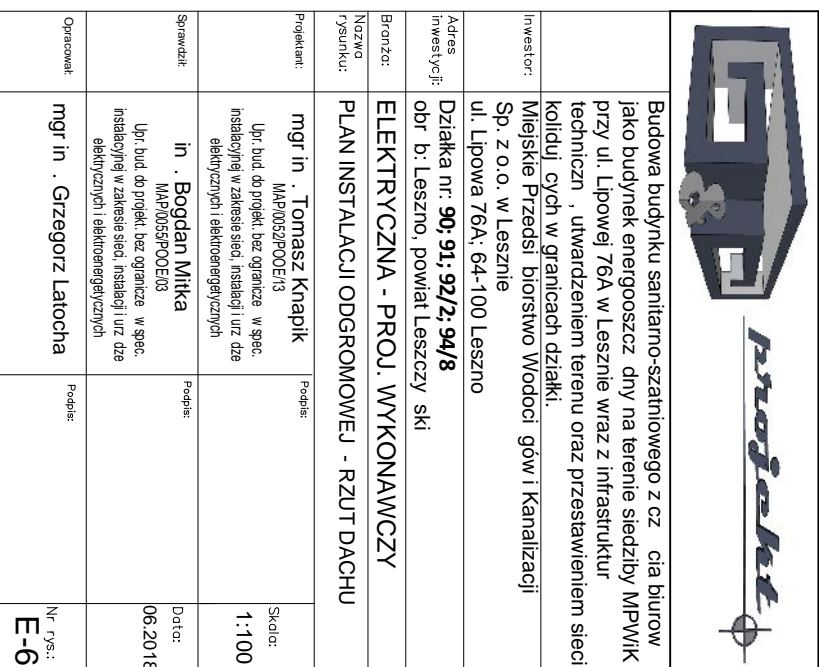 projekt
Budowa budynku sanitarno-szatniowego z cz cia biurow
jako budynek energooszcz dny na terenie siedziby MPWiK
przy ul. Lipowej 76A w Lesznie wraz z infrastruktur
techniczn , utwardzeniem terenu oraz przestawieniem sieci
koliduj cych w granicach działki.
Inwestor:
Miejskie Przedsi biorstwo Wodoci gów i Kanalizacji
Sp. z o.o. w Lesznie
ul. Lipowa 76A; 64-100 Leszno
Adres
inwestycji:
Działka nr: 90; 91; 92/2; 94/8
obr b: Leszno, powiat Leszczy ski
Branża:
ELEKTRYCZNA - PROJ. WYKONAWCZY
Nazwa
rysunku:
PLAN INSTALACJI ODGROMOWEJ - RZUT DACHU
Projektant:
mgr in . Tomasz Knapik
MAP/0052/POOE/13
Upr. bud. do projekt. bez ogranicze w spec.
instalacyjnej w zakresie sieci, instalacji i urz dze
elektrycznych i elektroenergetycznych
Podpis:
Skala:
1:100
Sprawdził:
in . Bogdan Mitka
MAP/0055/POOE/03
Upr. bud. do projekt. bez ogranicze w spec.
instalacyjnej w zakresie sieci, instalacji i urz dze
elektrycznych i elektroenergetycznych
Podpis:
Data:
06.2018
Opracował:
mgr in . Grzegorz Latocha
Podpis:
Nr rys.:
E-6